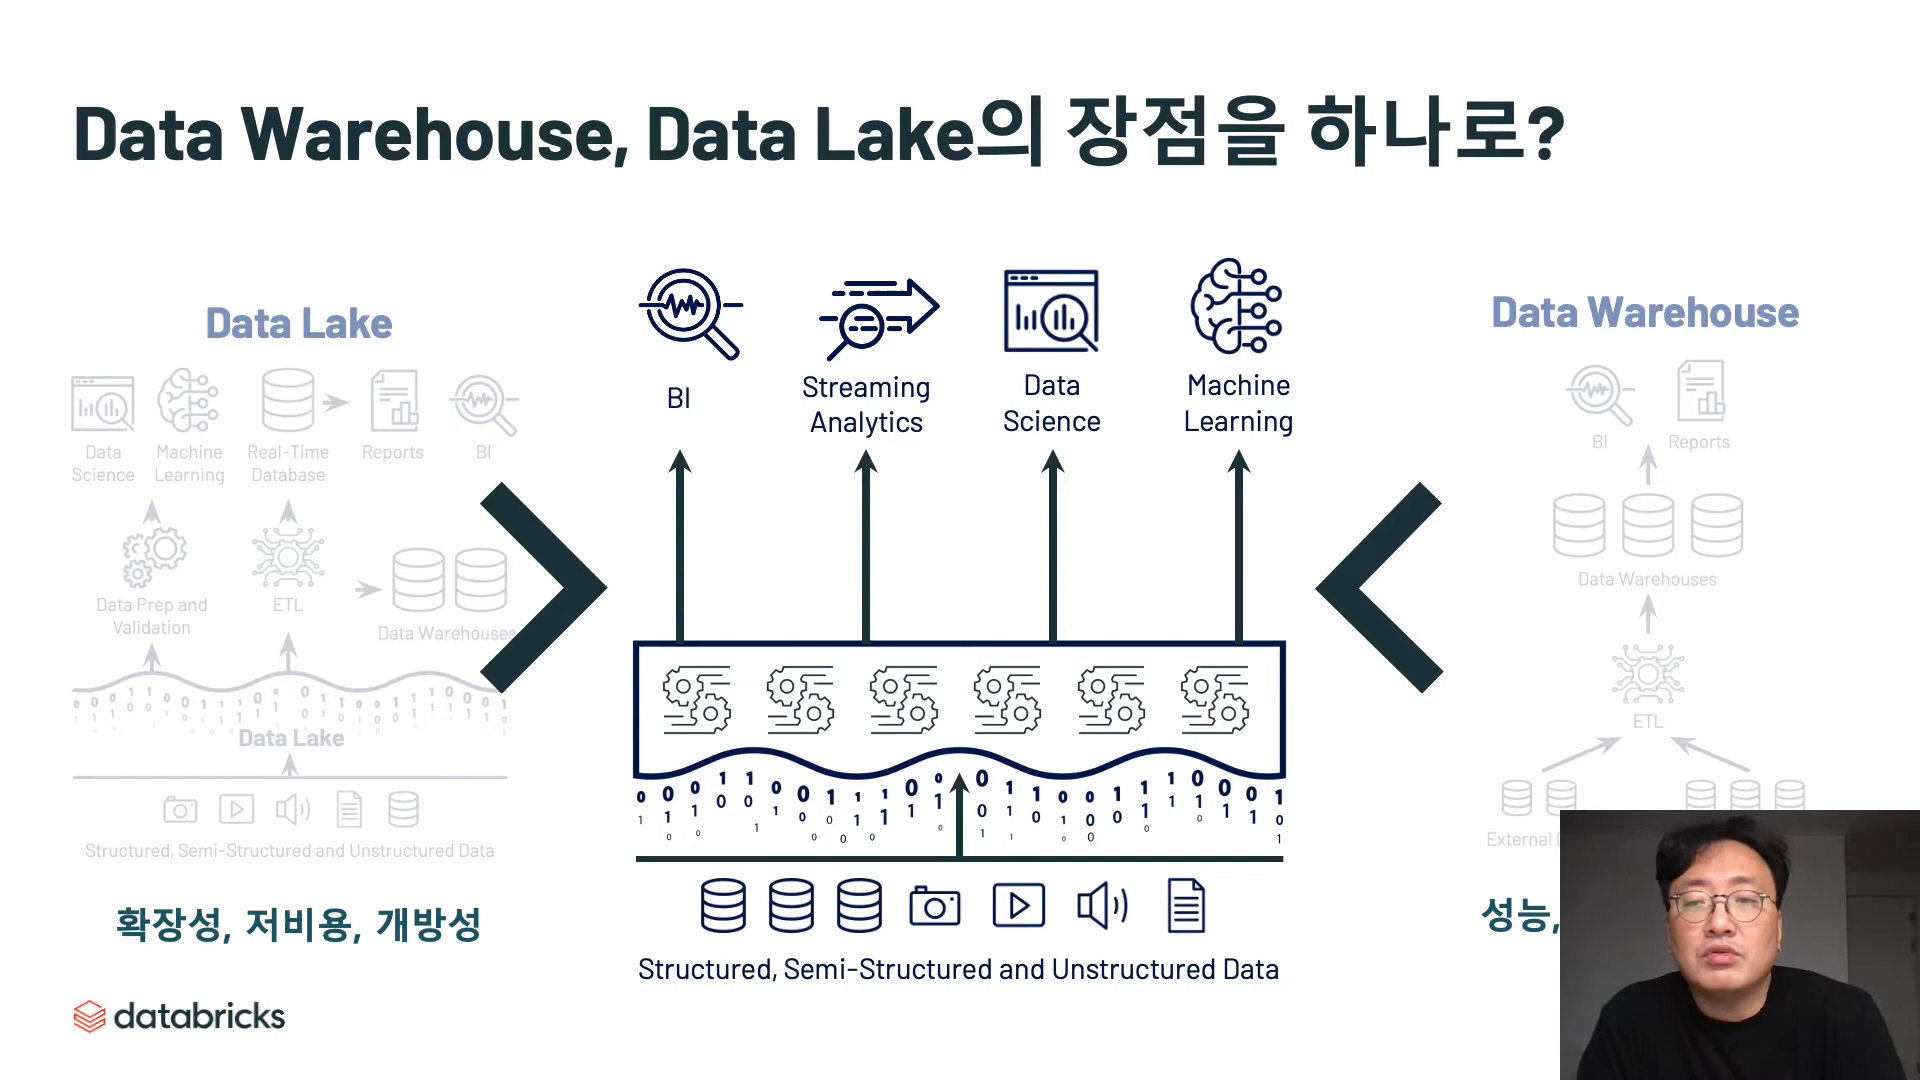 Data Warehouse, Data Lake의 장점을 하나로?
Data Lake
Data
Science
Machine
Learning
Real-Time
Database
Reports
BI
Data Prep and
Validation
ETL
Data Warehouses
Data Lake
Structured, Semi-Structured and Unstructured Data
확장성, 저비용, 개방성
BI
Streaming
Analytics
Data
Science
Machine
Learning
Structured, Semi-Structured and Unstructured Data
Data Warehouse
BI
Reports
Data Warehouses
ETL
External
성능,
databricks